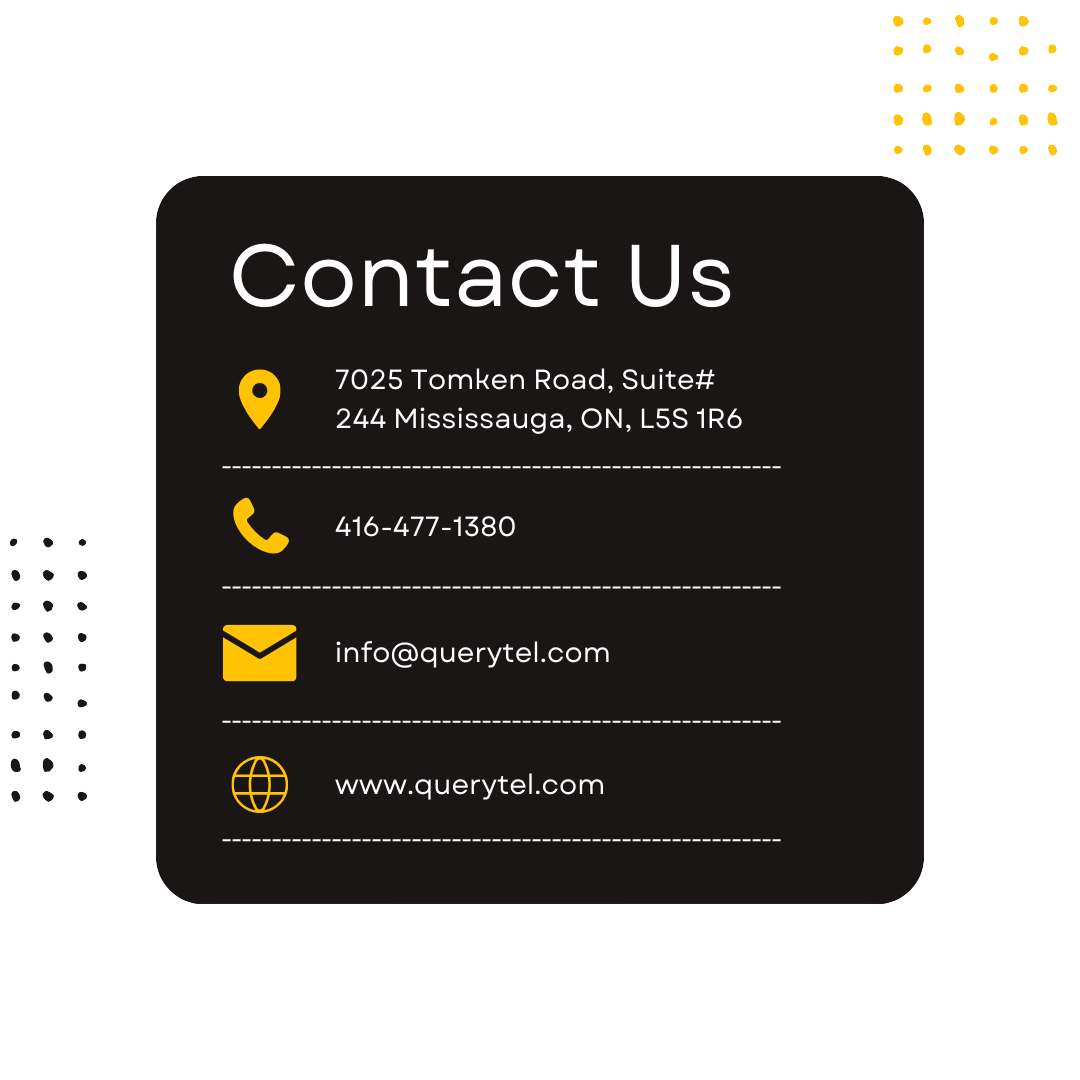 Contact Us
7025 Tomken Road, Suite#
244 Mississauga, ON, L5S 1R6
416-477-1380
info@querytel.com
www.querytel.com